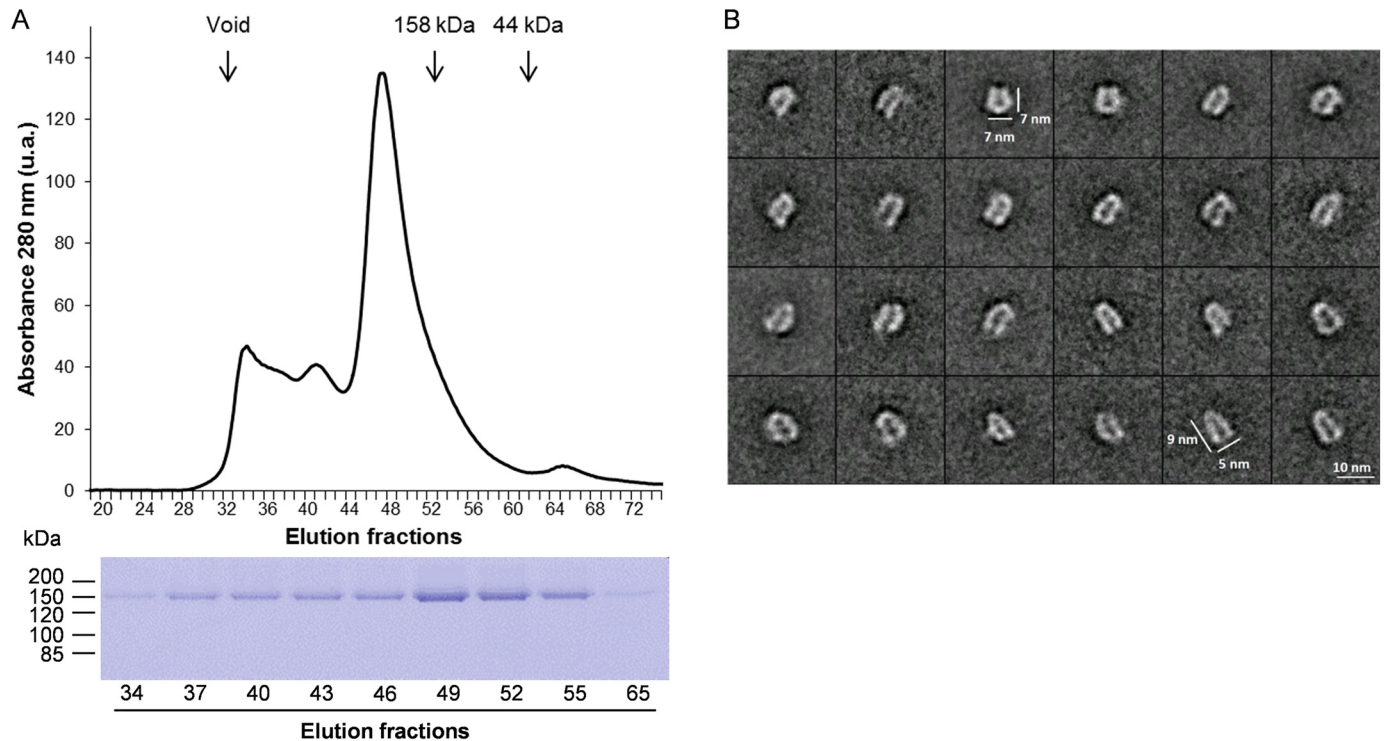 A
Void
158 kDa
44 kDa
140
120
100
80
60
40
20
0
Absorbance 280 nm (u.a.)
20 24 28 32 36 40 44 48 52 56 60 64 68 72
Elution fractions
kDa
200
150
120
100
85
34 37 40 43 46 49 52 55 65
Elution fractions
B
7 nm
7 nm
9 nm
5 nm
10 nm